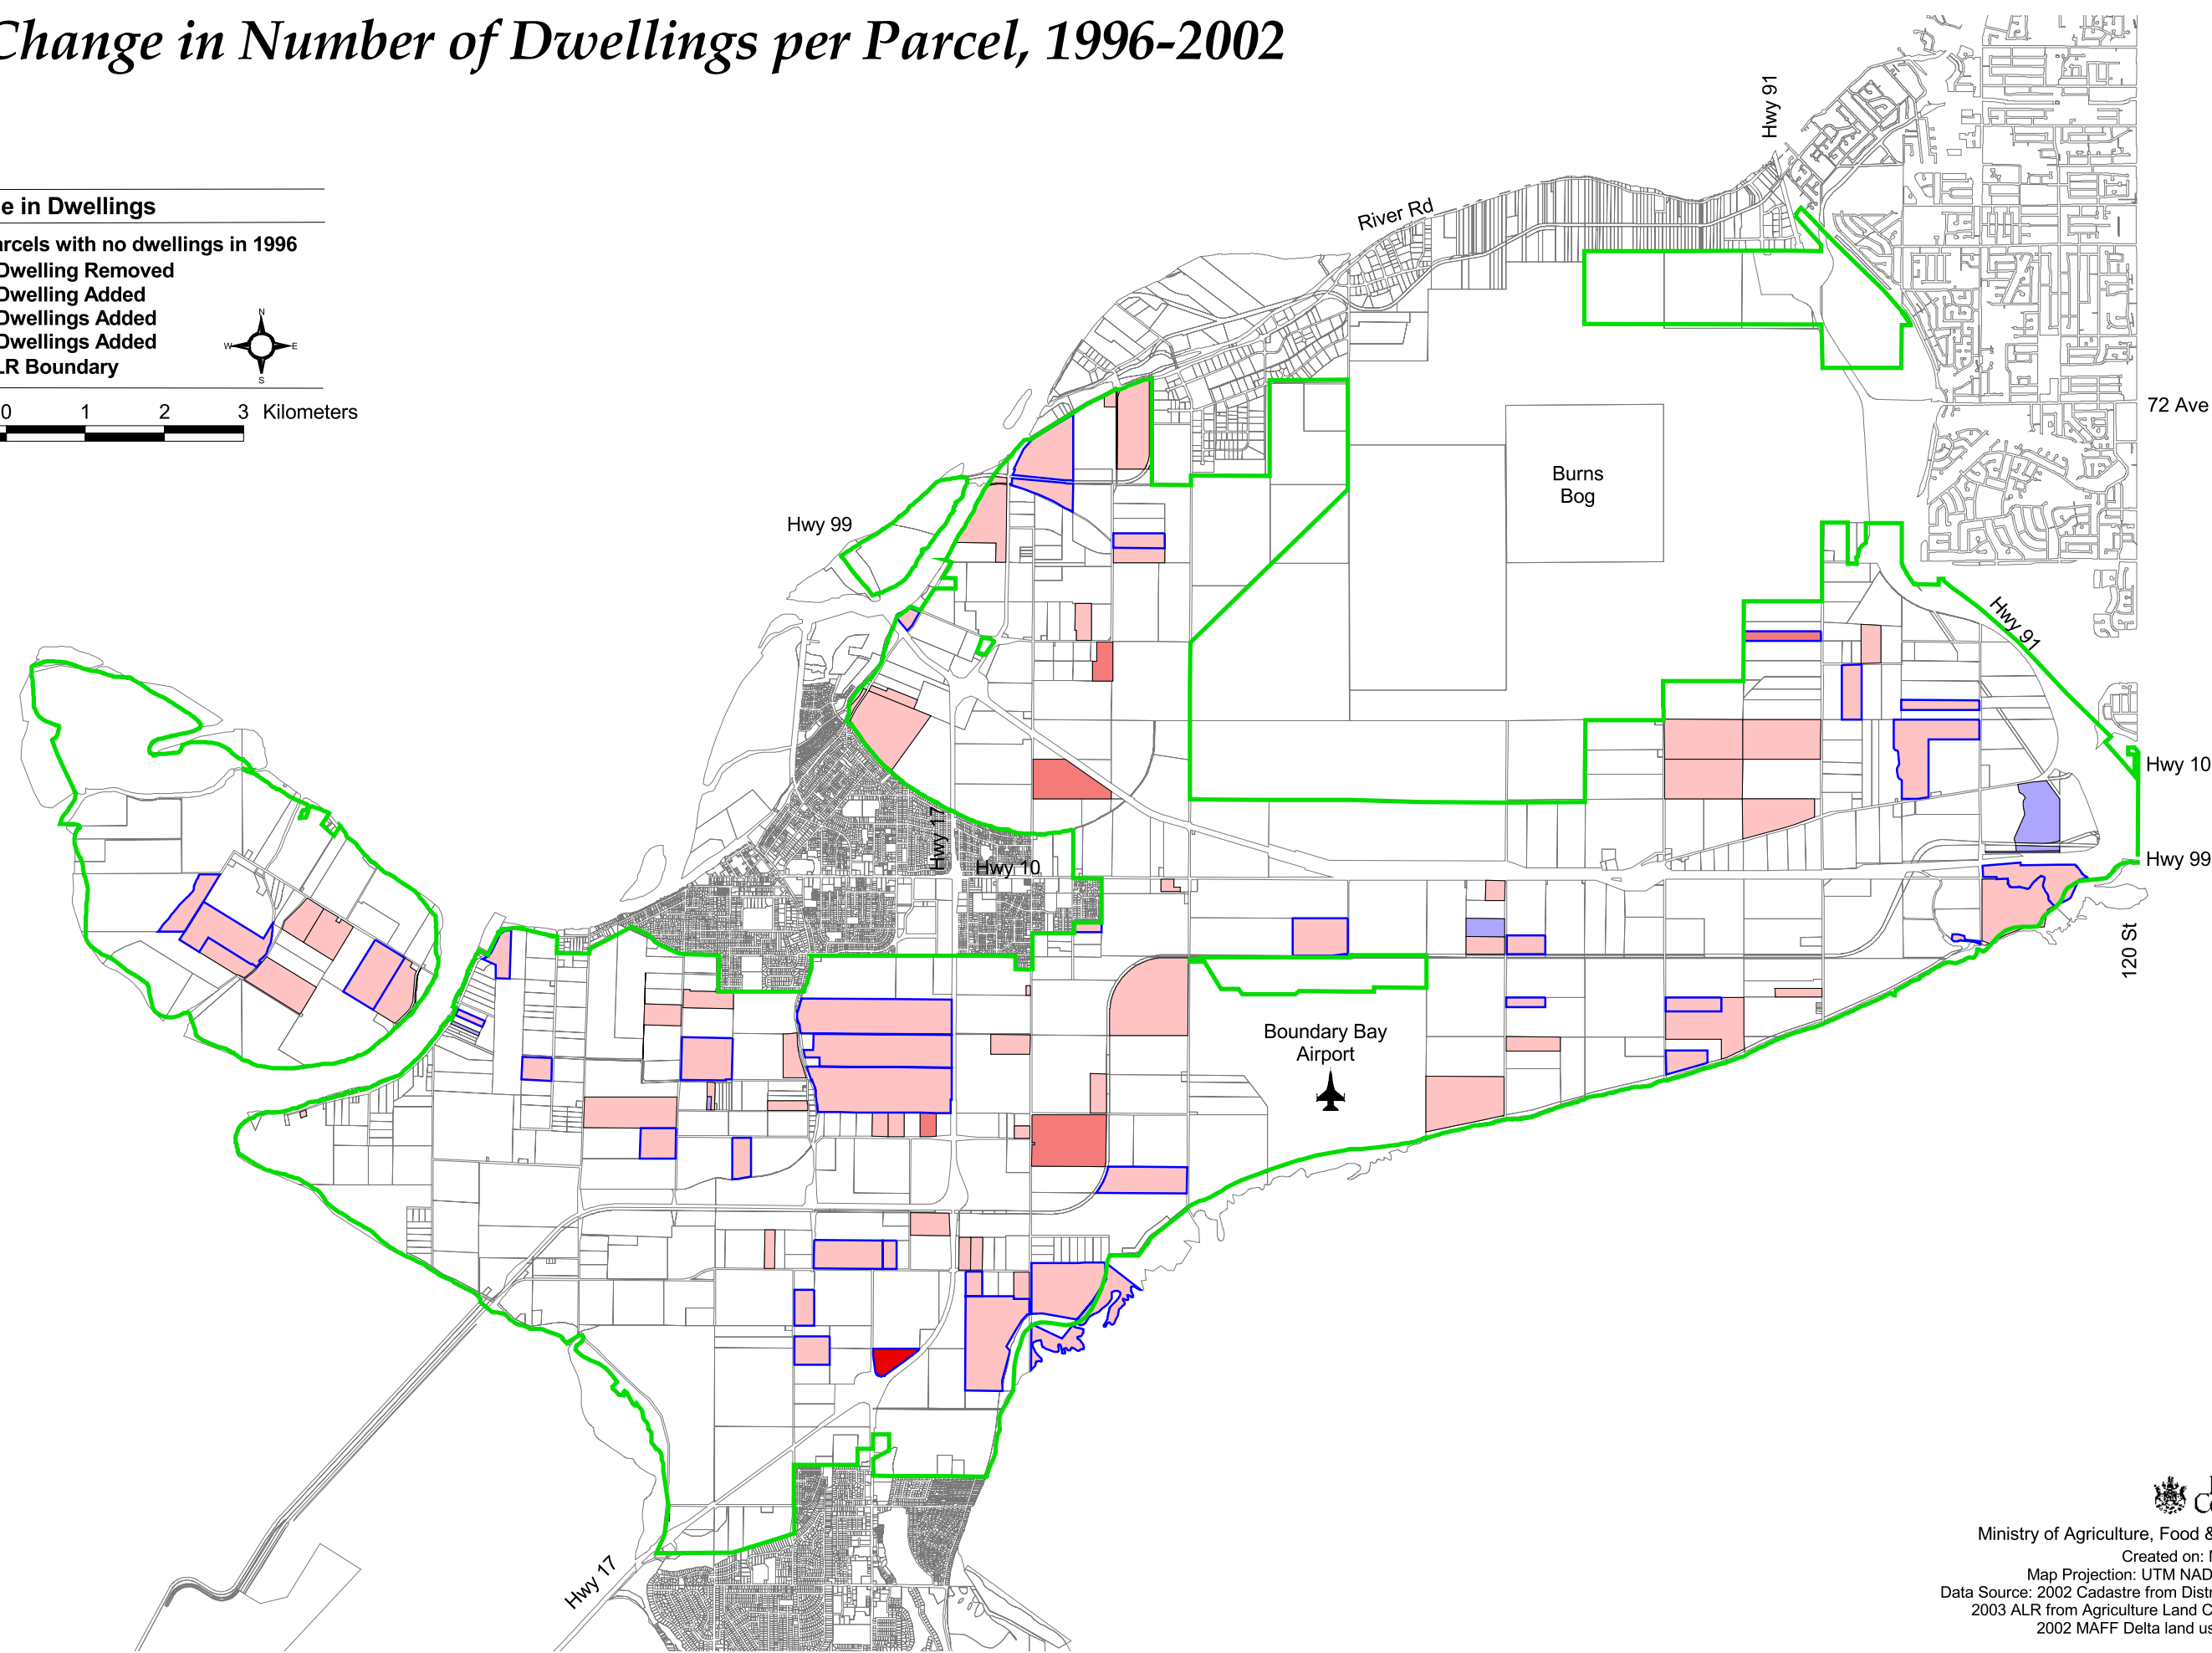 Change in Number of Dwellings per Parcel, 1996-2002
Hwy 91
River Rd
e in Dwellings
arcels with no dwellings in 1996
Dwelling Removed
Dwelling Added
Dwellings Added
Dwellings Added
LR Boundary
N
W E
S
0 1 2 3 Kilometers
72 Ave
Burns
Bog
Hwy 99
Hwy 91
Hwy 10
Hwy 17
Hwy 10
Hwy 99
120 St
Boundary Bay
Airport
Hwy 17
Ministry of Agriculture, Food &
Created on:
Map Projection: UTM NAD
Data Source: 2002 Cadastre from Distr
2003 ALR from Agriculture Land C
2002 MAFF Delta land us